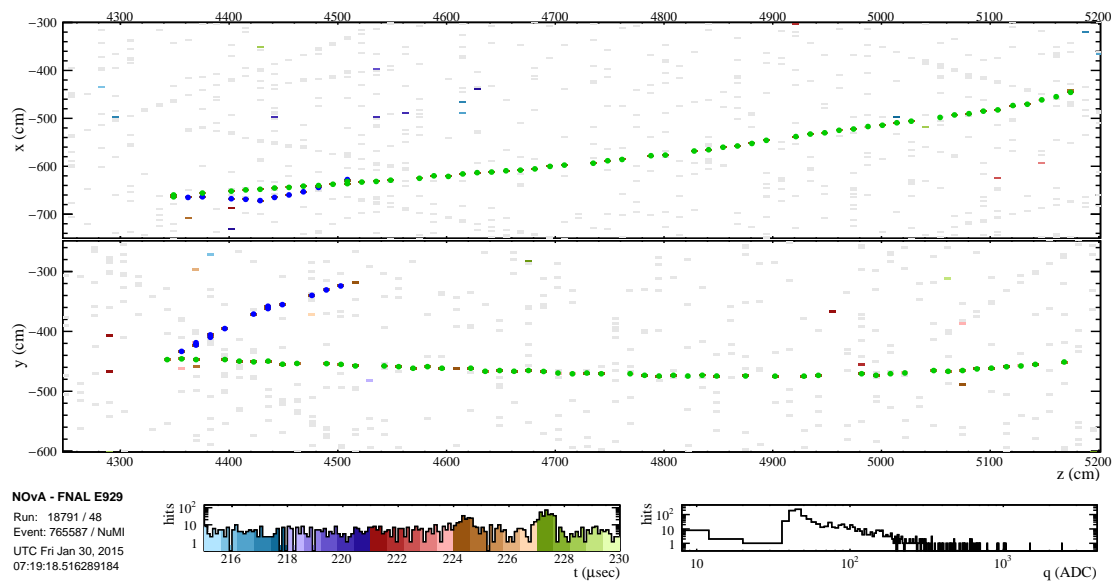 4300 4400 4500 4600 4700 4800 4900 5000 5100 5200
−300
−400
−500
−600
−700
x (cm)
−300
−400
−500
−600
y (cm)
4300 4400 4500 4600 4700 4800 4900 5000 5100 5200
z (cm)
NOvA - FNAL E929
Run: 18791 / 48
Event: 765587 / NuMI
UTC Fri Jan 30, 2015
07:19:18.516289184
hits
10²
10
1
216 218 220 222 224 226 228 230
t (μsec)
hits
10²
10
1
10 10² 10³
q (ADC)